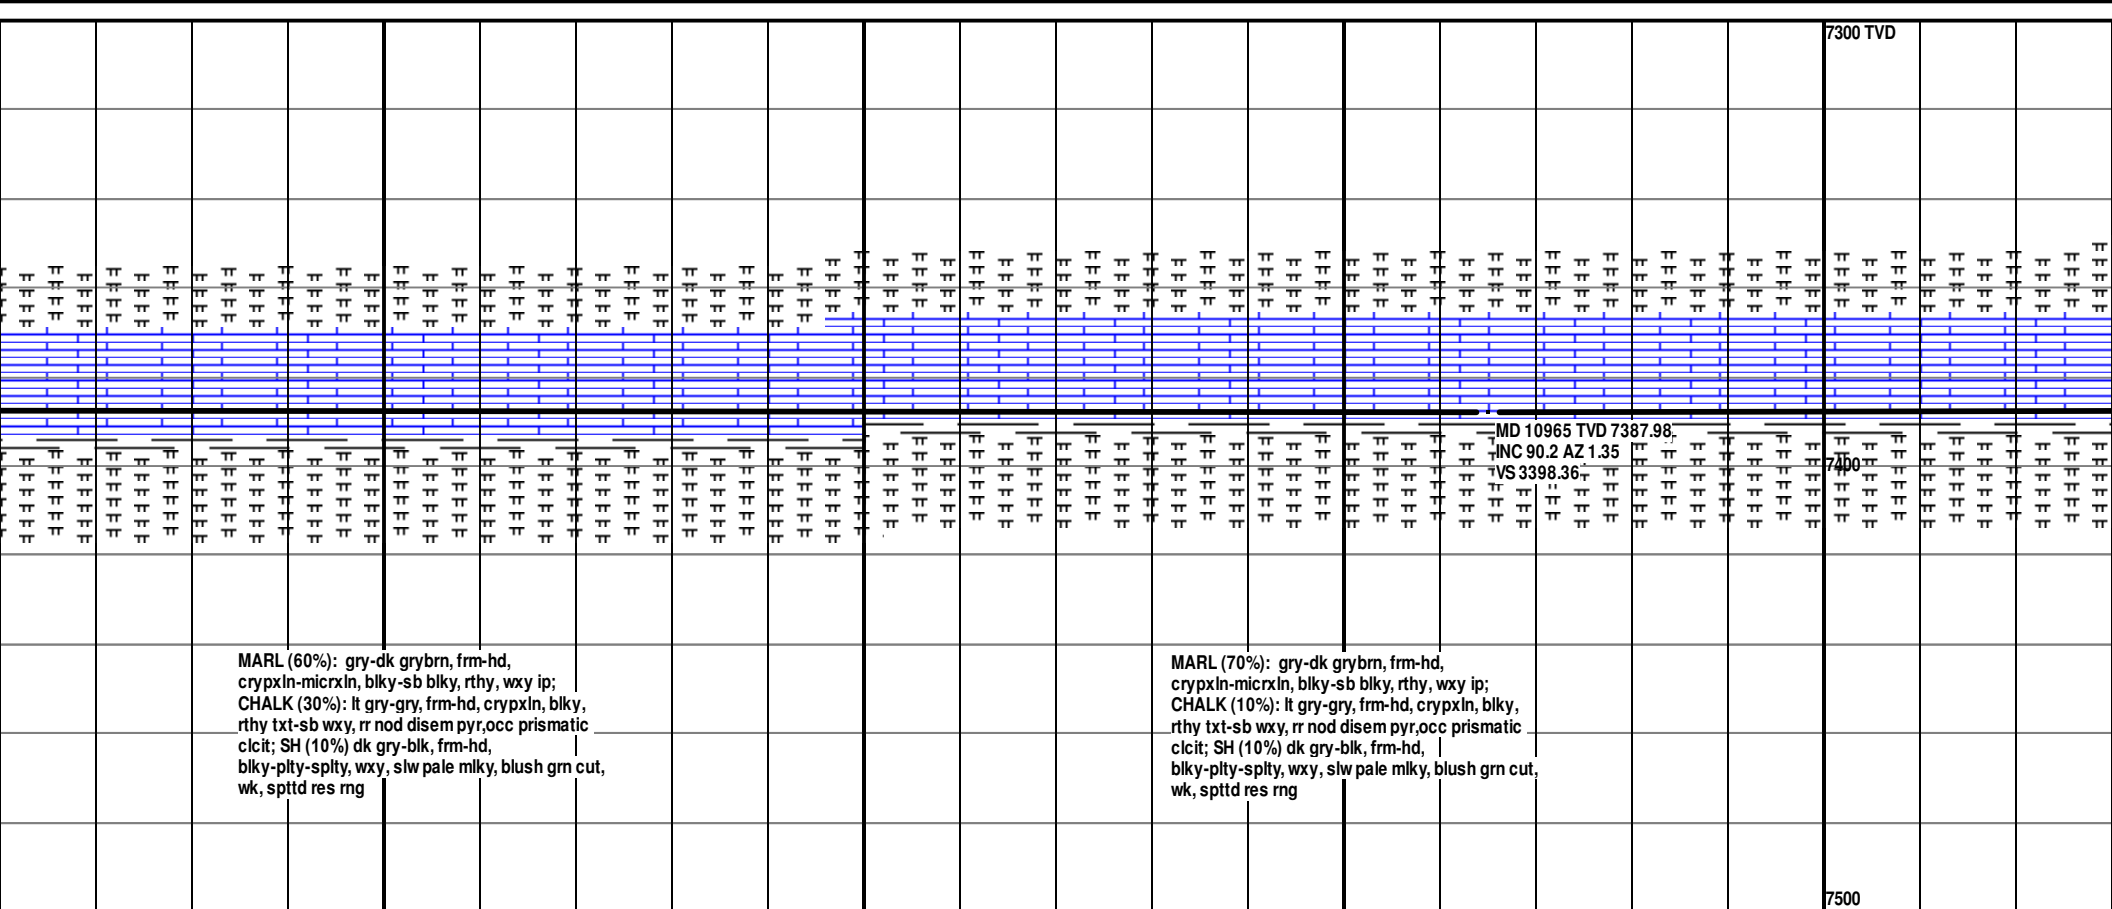 7300 TVD
MD 10965 TVD 7387.98
INC 90.2 AZ 1.35
VS 3398.36
7400
MARL (60%): gry-dk grybrn, frm-hd,
crypxln-micrxln, blky-sb blky, rthy, wxy ip;
CHALK (30%): lt gry-gry, frm-hd, crypxln, blky,
rthy txt-sb wxy, rr nod disem pyr,occ prismatic
clcit; SH (10%) dk gry-blk, frm-hd,
blky-plty-splty, wxy, slw pale mlky, blush grn cut,
wk, spttd res rng
MARL (70%): gry-dk grybrn, frm-hd,
crypxln-micrxln, blky-sb blky, rthy, wxy ip;
CHALK (10%): lt gry-gry, frm-hd, crypxln, blky,
rthy txt-sb wxy, rr nod disem pyr,occ prismatic
clcit; SH (10%) dk gry-blk, frm-hd,
blky-plty-splty, wxy, slw pale mlky, blush grn cut,
wk, spttd res rng
7500